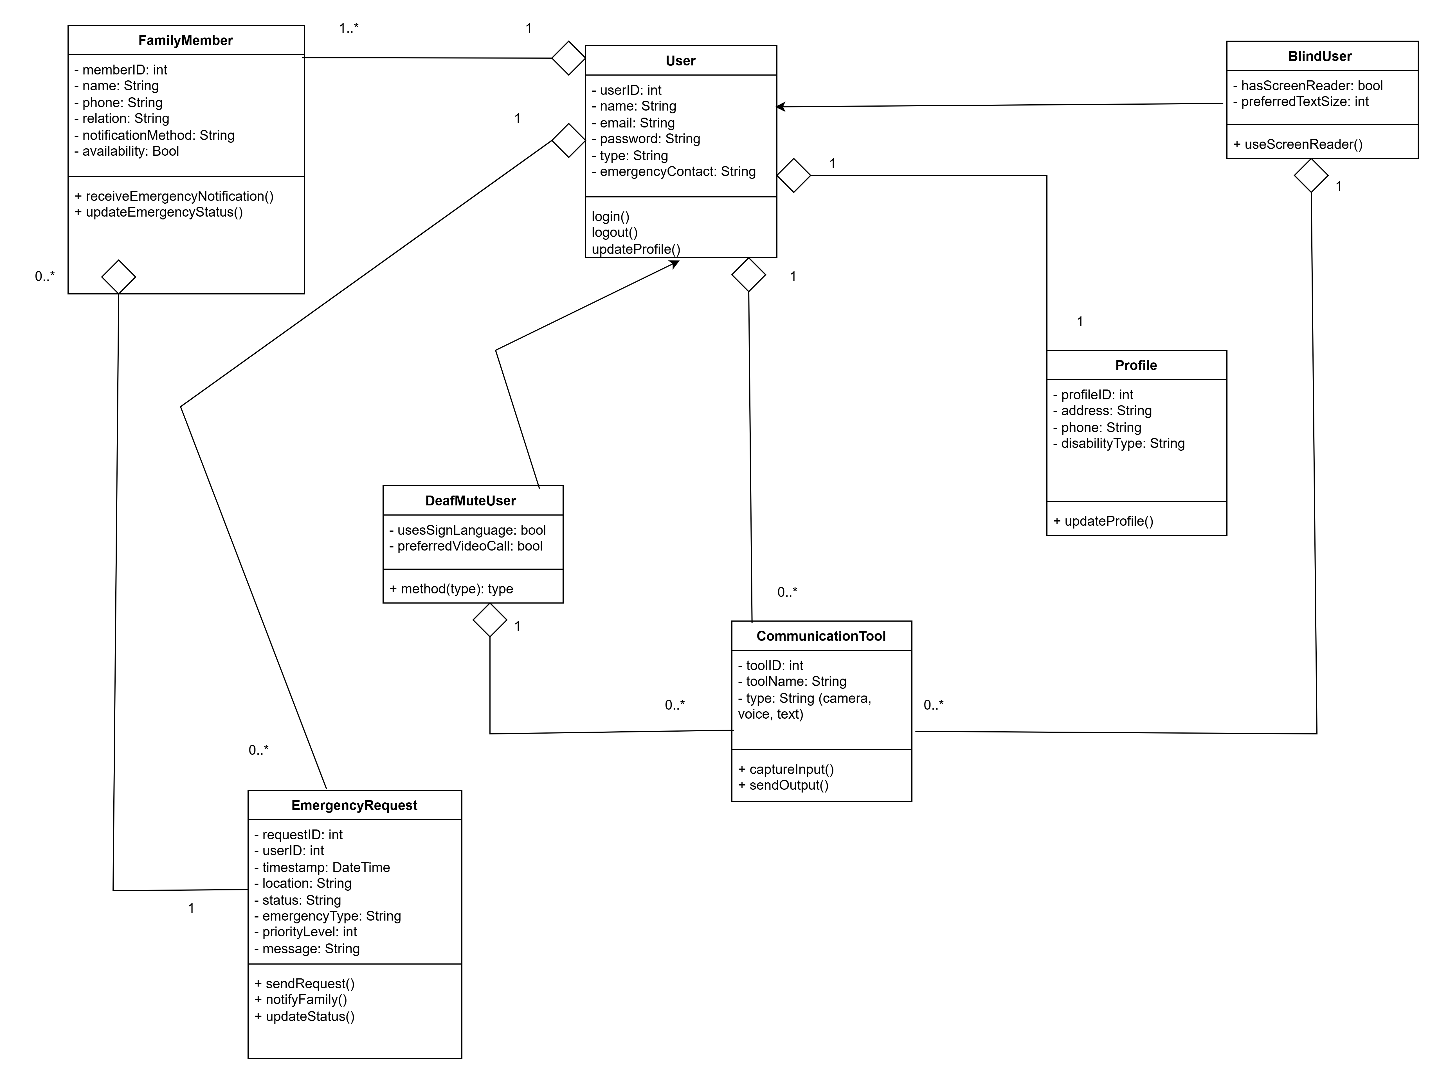 FamilyMember
- memberID: int
- name: String
- phone: String
- relation: String
- notificationMethod: String
- availability: Bool
+ receiveEmergencyNotification()
+ updateEmergencyStatus()
0..*
1..*
1
1
User
- userID: int
- name: String
- email: String
- password: String
- type: String
- emergencyContact: String
login()
logout()
updateProfile()
1
1
BlindUser
- hasScreenReader: bool
- preferredTextSize: int
+ useScreenReader()
1
1
Profile
- profileID: int
- address: String
- phone: String
- disabilityType: String
+ updateProfile()
DeafMuteUser
- usesSignLanguage: bool
- preferredVideoCall: bool
+ method(type): type
1
0..*
0..*
0..*
CommunicationTool
- toolID: int
- toolName: String
- type: String (camera,
voice, text)
+ captureInput()
+ sendOutput()
0..*
1
EmergencyRequest
- requestID: int
- userID: int
- timestamp: DateTime
- location: String
- status: String
- emergencyType: String
- priorityLevel: int
- message: String
+ sendRequest()
+ notifyFamily()
+ updateStatus()